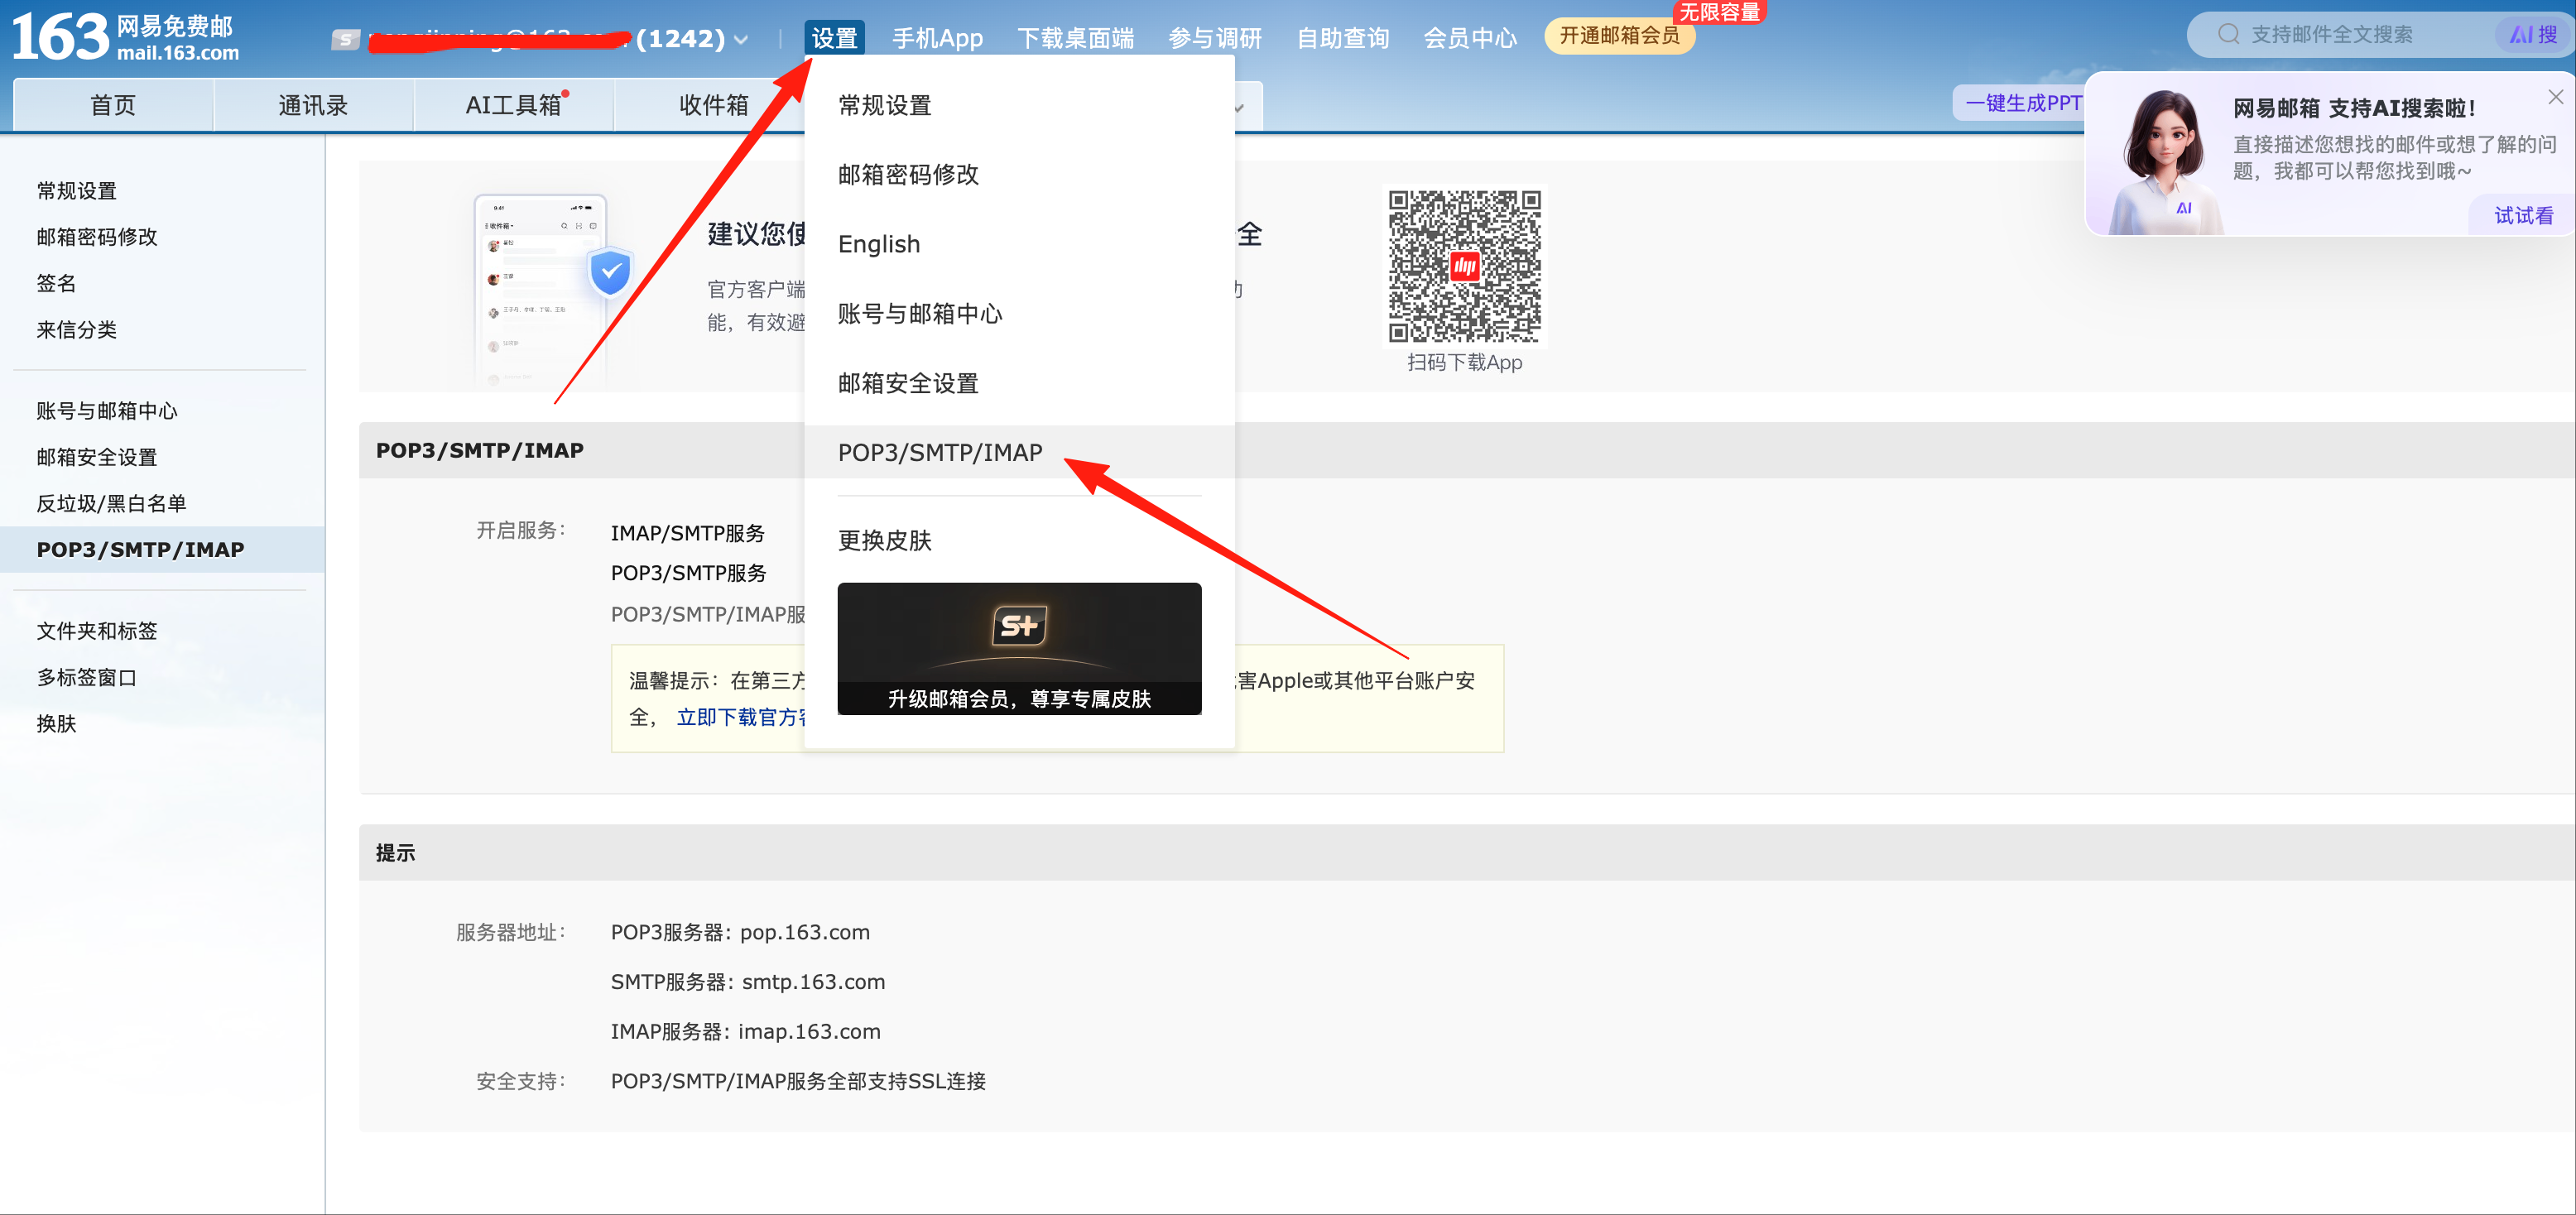 163 网易免费邮
mail.163.com
(1242)
设置
手机App
下载桌面端
参与调研
自助查询
会员中心
开通邮箱会员
无限容量
支持邮件全文搜索
AI 搜
首页
通讯录
AI工具箱
收件箱
一键生成PPT
网易邮箱 支持AI搜索啦！
直接描述您想找的邮件或想了解的问
题，我都可以帮您找到哦~
AI
试试看
常规设置
邮箱密码修改
签名
来信分类
账号与邮箱中心
邮箱安全设置
反垃圾/黑白名单
POP3/SMTP/IMAP
文件夹和标签
多标签窗口
换肤
常规设置
邮箱密码修改
English
账号与邮箱中心
邮箱安全设置
POP3/SMTP/IMAP
更换皮肤
S+
升级邮箱会员，尊享专属皮肤
9:41
收件箱
建议您使
全
官方客户端
能，有效避
扫码下载App
POP3/SMTP/IMAP
开启服务：
IMAP/SMTP服务
POP3/SMTP服务
POP3/SMTP/IMAP服
温馨提示：在第三方
害Apple或其他平台账户安
全， 立即下载官方客
提示
服务器地址：
POP3服务器: pop.163.com
SMTP服务器: smtp.163.com
IMAP服务器: imap.163.com
安全支持：
POP3/SMTP/IMAP服务全部支持SSL连接